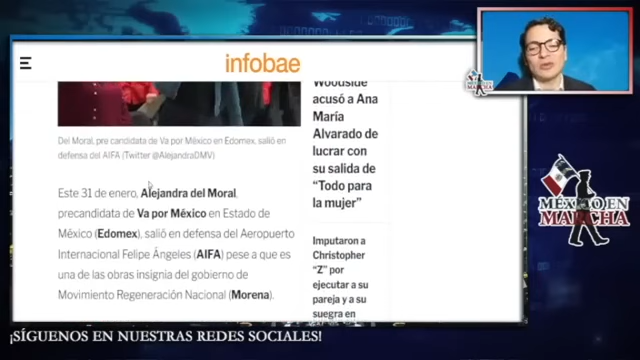 infobae
Del Moral, pre candidata de Va por México en Edomex, salió en
defensa del AIFA (Twitter @AlejandraDMV)
Este 31 de enero, Alejandra del Moral,
precandidata de Va por México en Estado de
México (Edomex), salió en defensa del Aeropuerto
Internacional Felipe Ángeles (AIFA) pese a que es
una de las obras insignia del gobierno de
Movimiento Regeneración Nacional (Morena).
Woodside
acusó a Ana
María
Alvarado de
lucrar con
su salida de
“Todo para
la mujer”
Imputaron a
Christopher
“Z” por
ejecutar a su
pareja y a su
suegra en
MÉXICO EN
MARCHA
MÉXICO EN
MARCHA
¡SÍGUENOS EN NUESTRAS REDES SOCIALES!